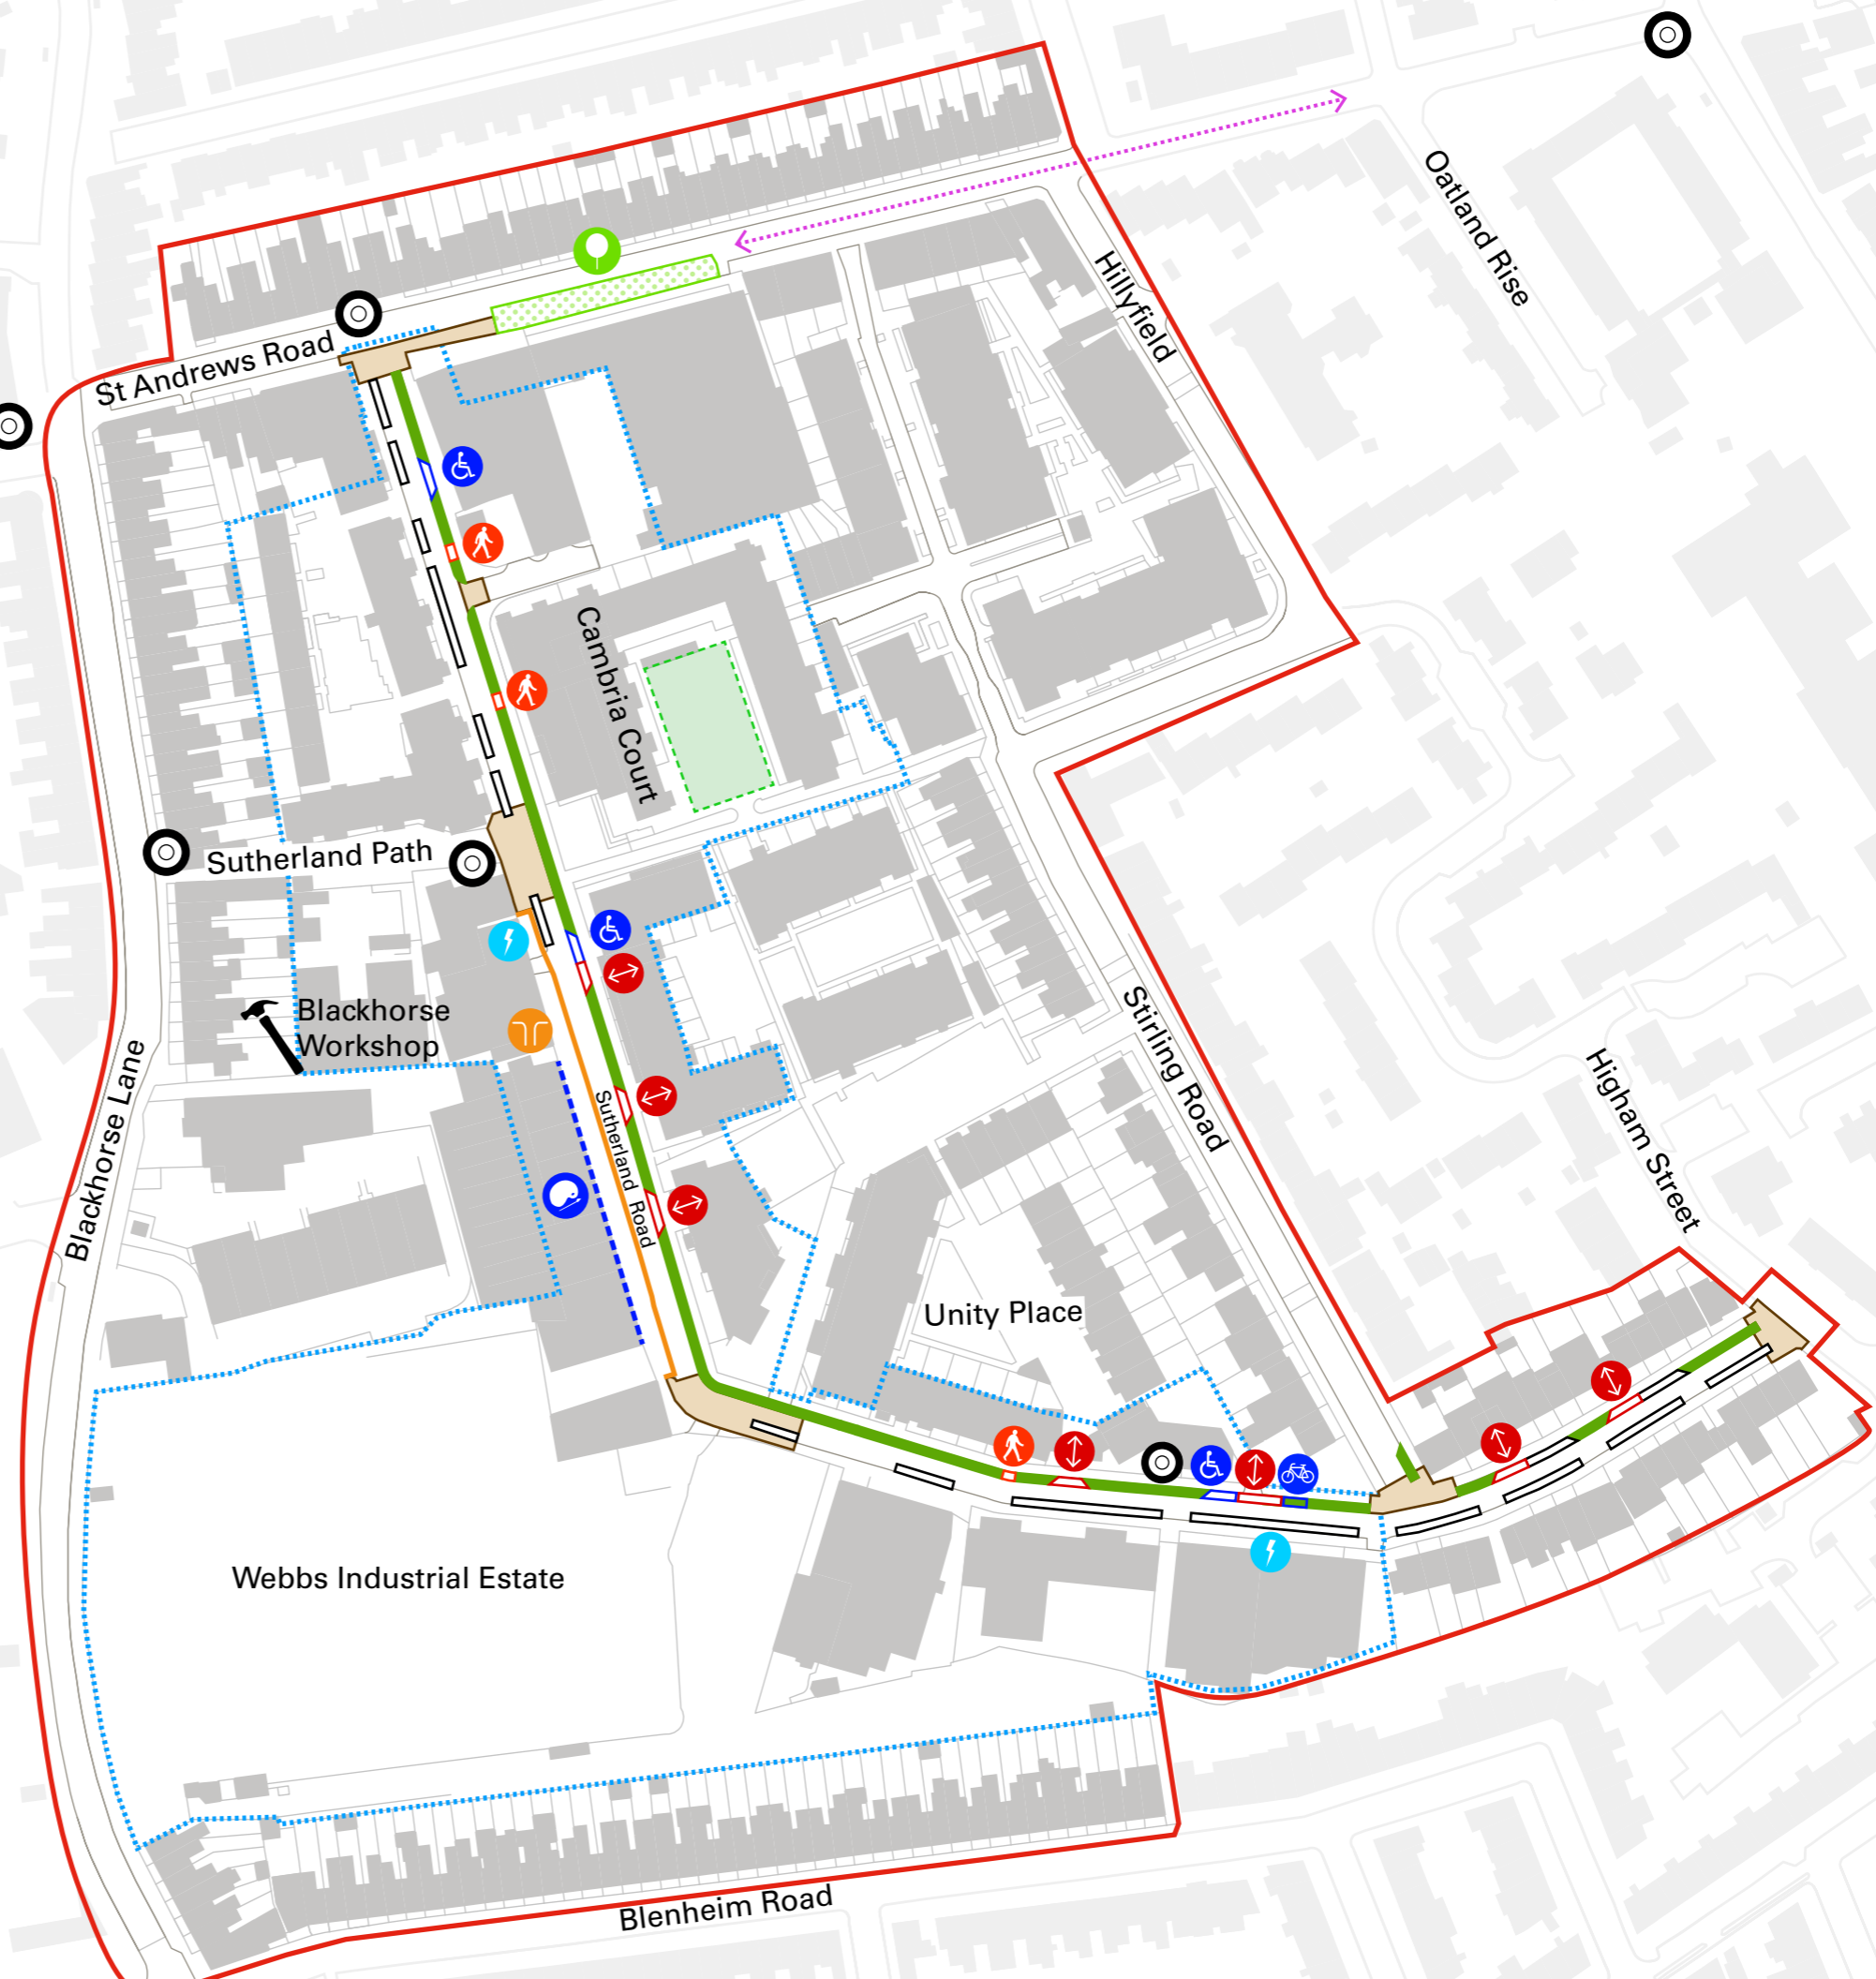 Oatland Rise
Hillyfield
St Andrews Road
Cambria Court
Sutherland Path
Blackhorse
Workshop
Blackhorse Lane
Sutherland Road
Stirling Road
Higham Street
Unity Place
Webbs Industrial Estate
Blenheim Road